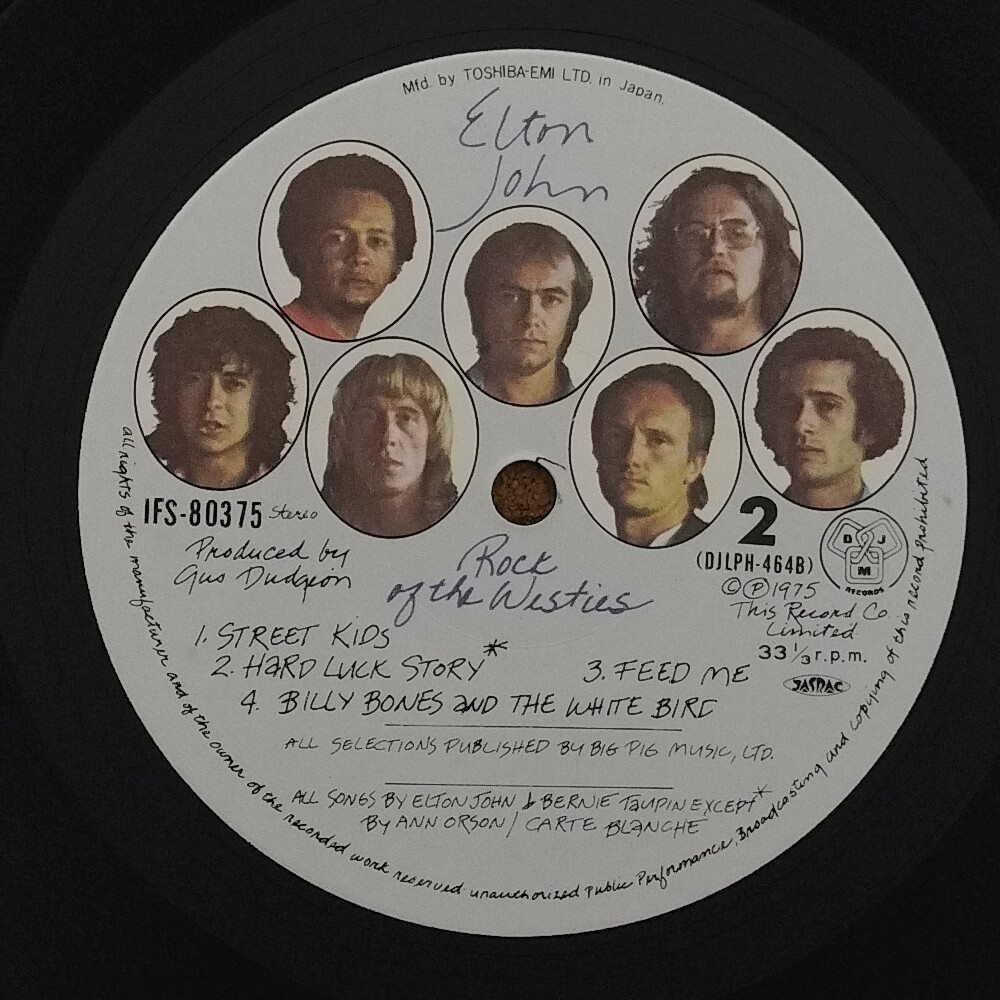 Mfd. by TOSHIBA-EMI LTD. in Japan.
Elton
John
IFS-80375 Stereo
2
(DJLPH-464B)
D J
M
RECORDS
Produced by
Gus Dudgeon
Rock
of the Westies
© ℗ 1975
This Record Co.
Limited
33 1/3 r.p.m.
JASRAC
1. STREET KIDS
2. HARD LUCK STORY*
3. FEED ME
4. BILLY BONES AND THE WHITE BIRD
ALL SELECTIONS PUBLISHED BY BIG PIG MUSIC, LTD.
ALL SONGS BY ELTON JOHN & BERNIE TAUPIN EXCEPT*
BY ANN ORSON / CARTE BLANCHE
all rights of the manufacturer and of the owner of the recorded work reserved unauthorized public Performance, Broadcasting and copying of this record prohibited